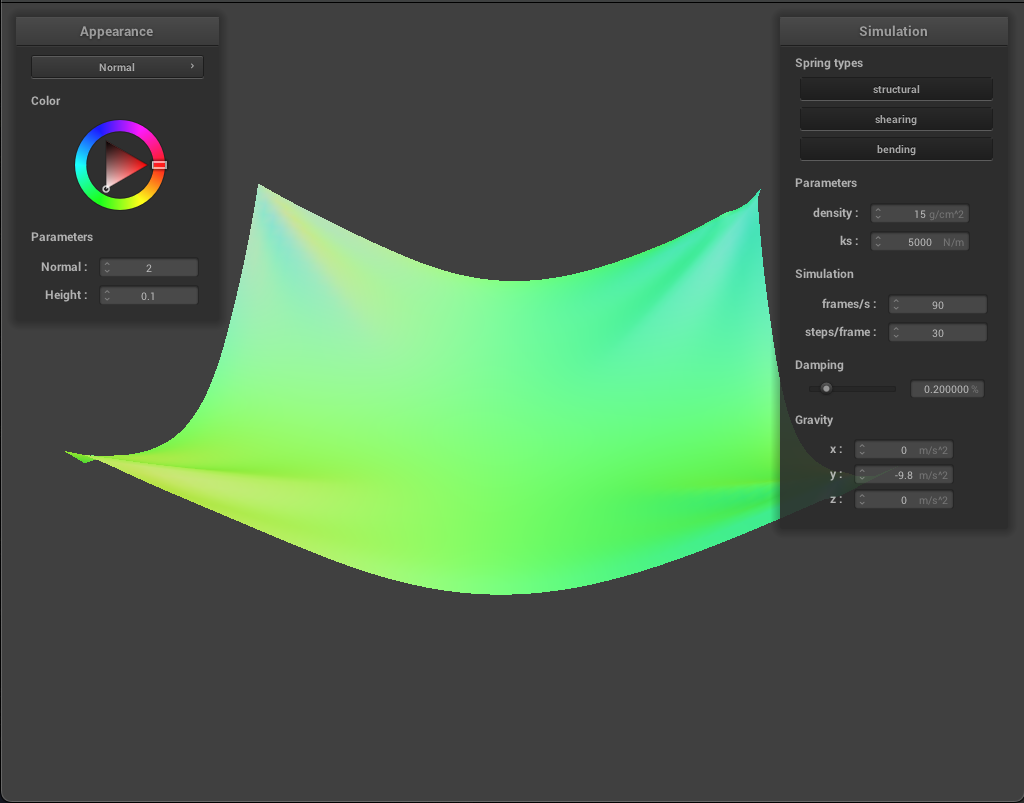 Appearance
Normal
Color
Parameters
Normal : 2
Height : 0.1
Simulation
Spring types
structural
shearing
bending
Parameters
density : 15 g/cm^2
ks : 5000 N/m
Simulation
frames/s : 90
steps/frame : 30
Damping
0.200000 %
Gravity
x : 0 m/s^2
y : -9.8 m/s^2
z : 0 m/s^2